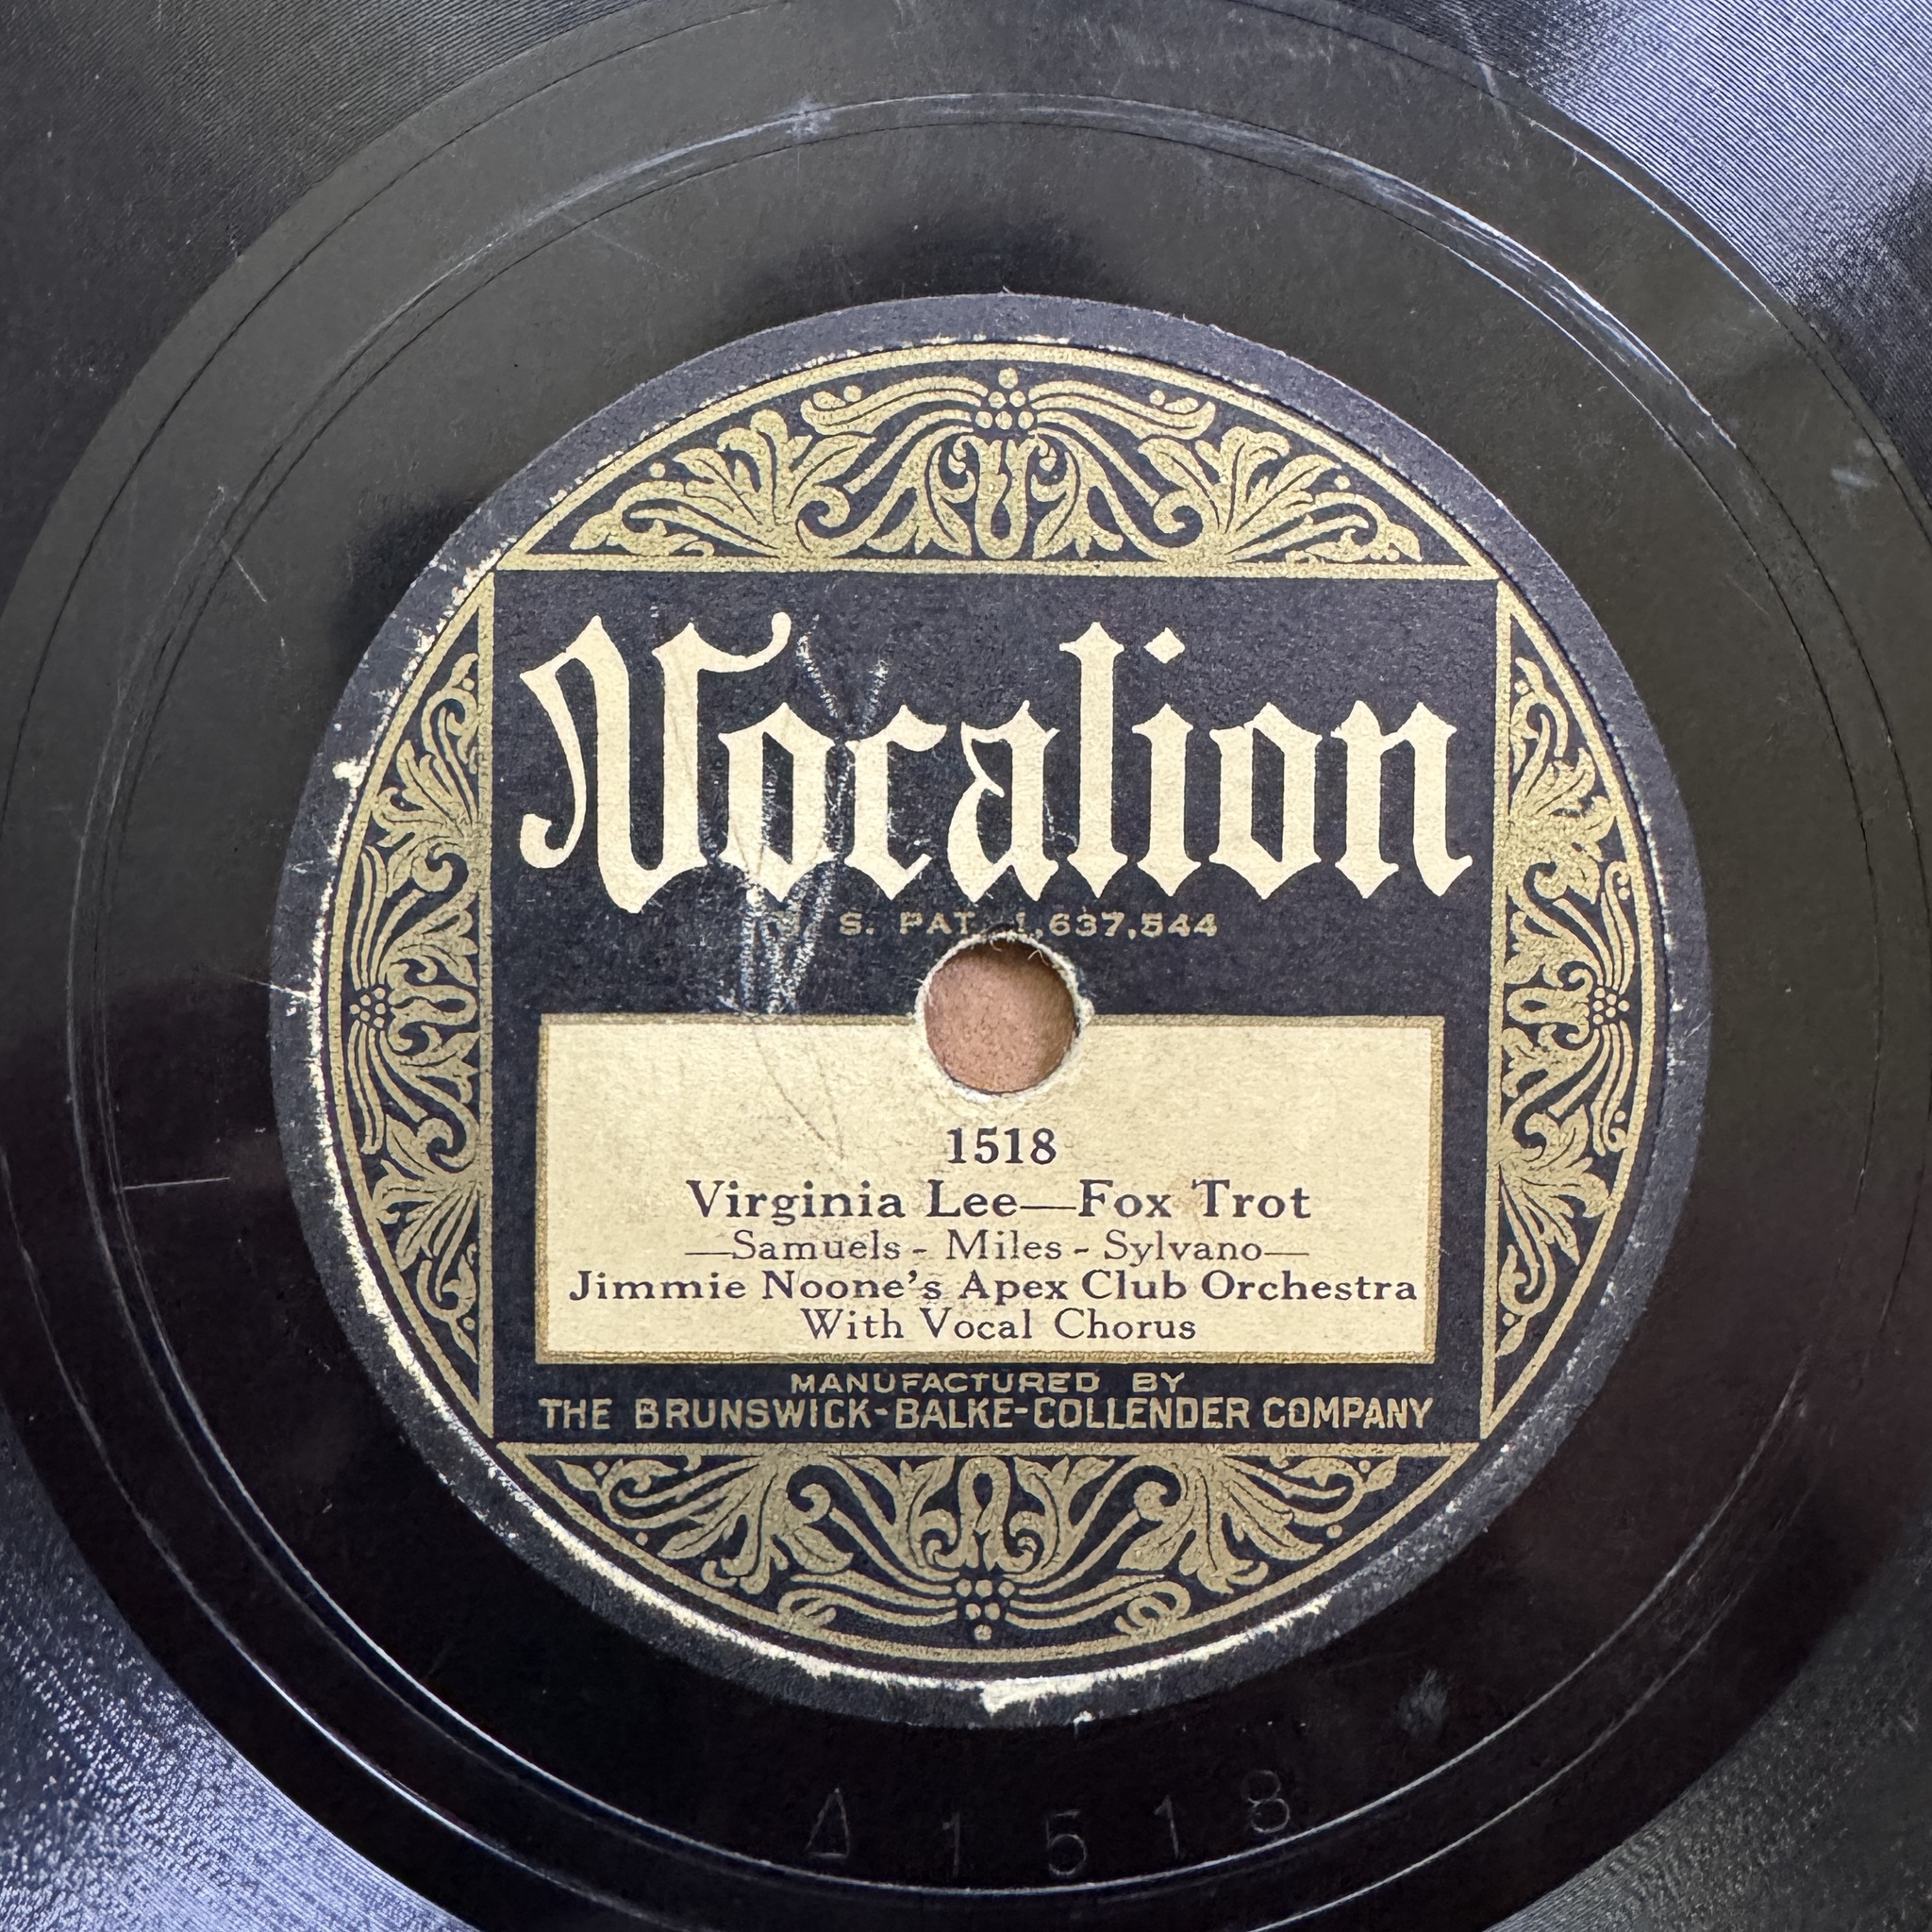 Vocalion
S. PAT. 1,637,544
1518
Virginia Lee—Fox Trot
—Samuels - Miles - Sylvano—
Jimmie Noone's Apex Club Orchestra
With Vocal Chorus
MANUFACTURED BY
THE BRUNSWICK-BALKE-COLLENDER COMPANY
A 1518